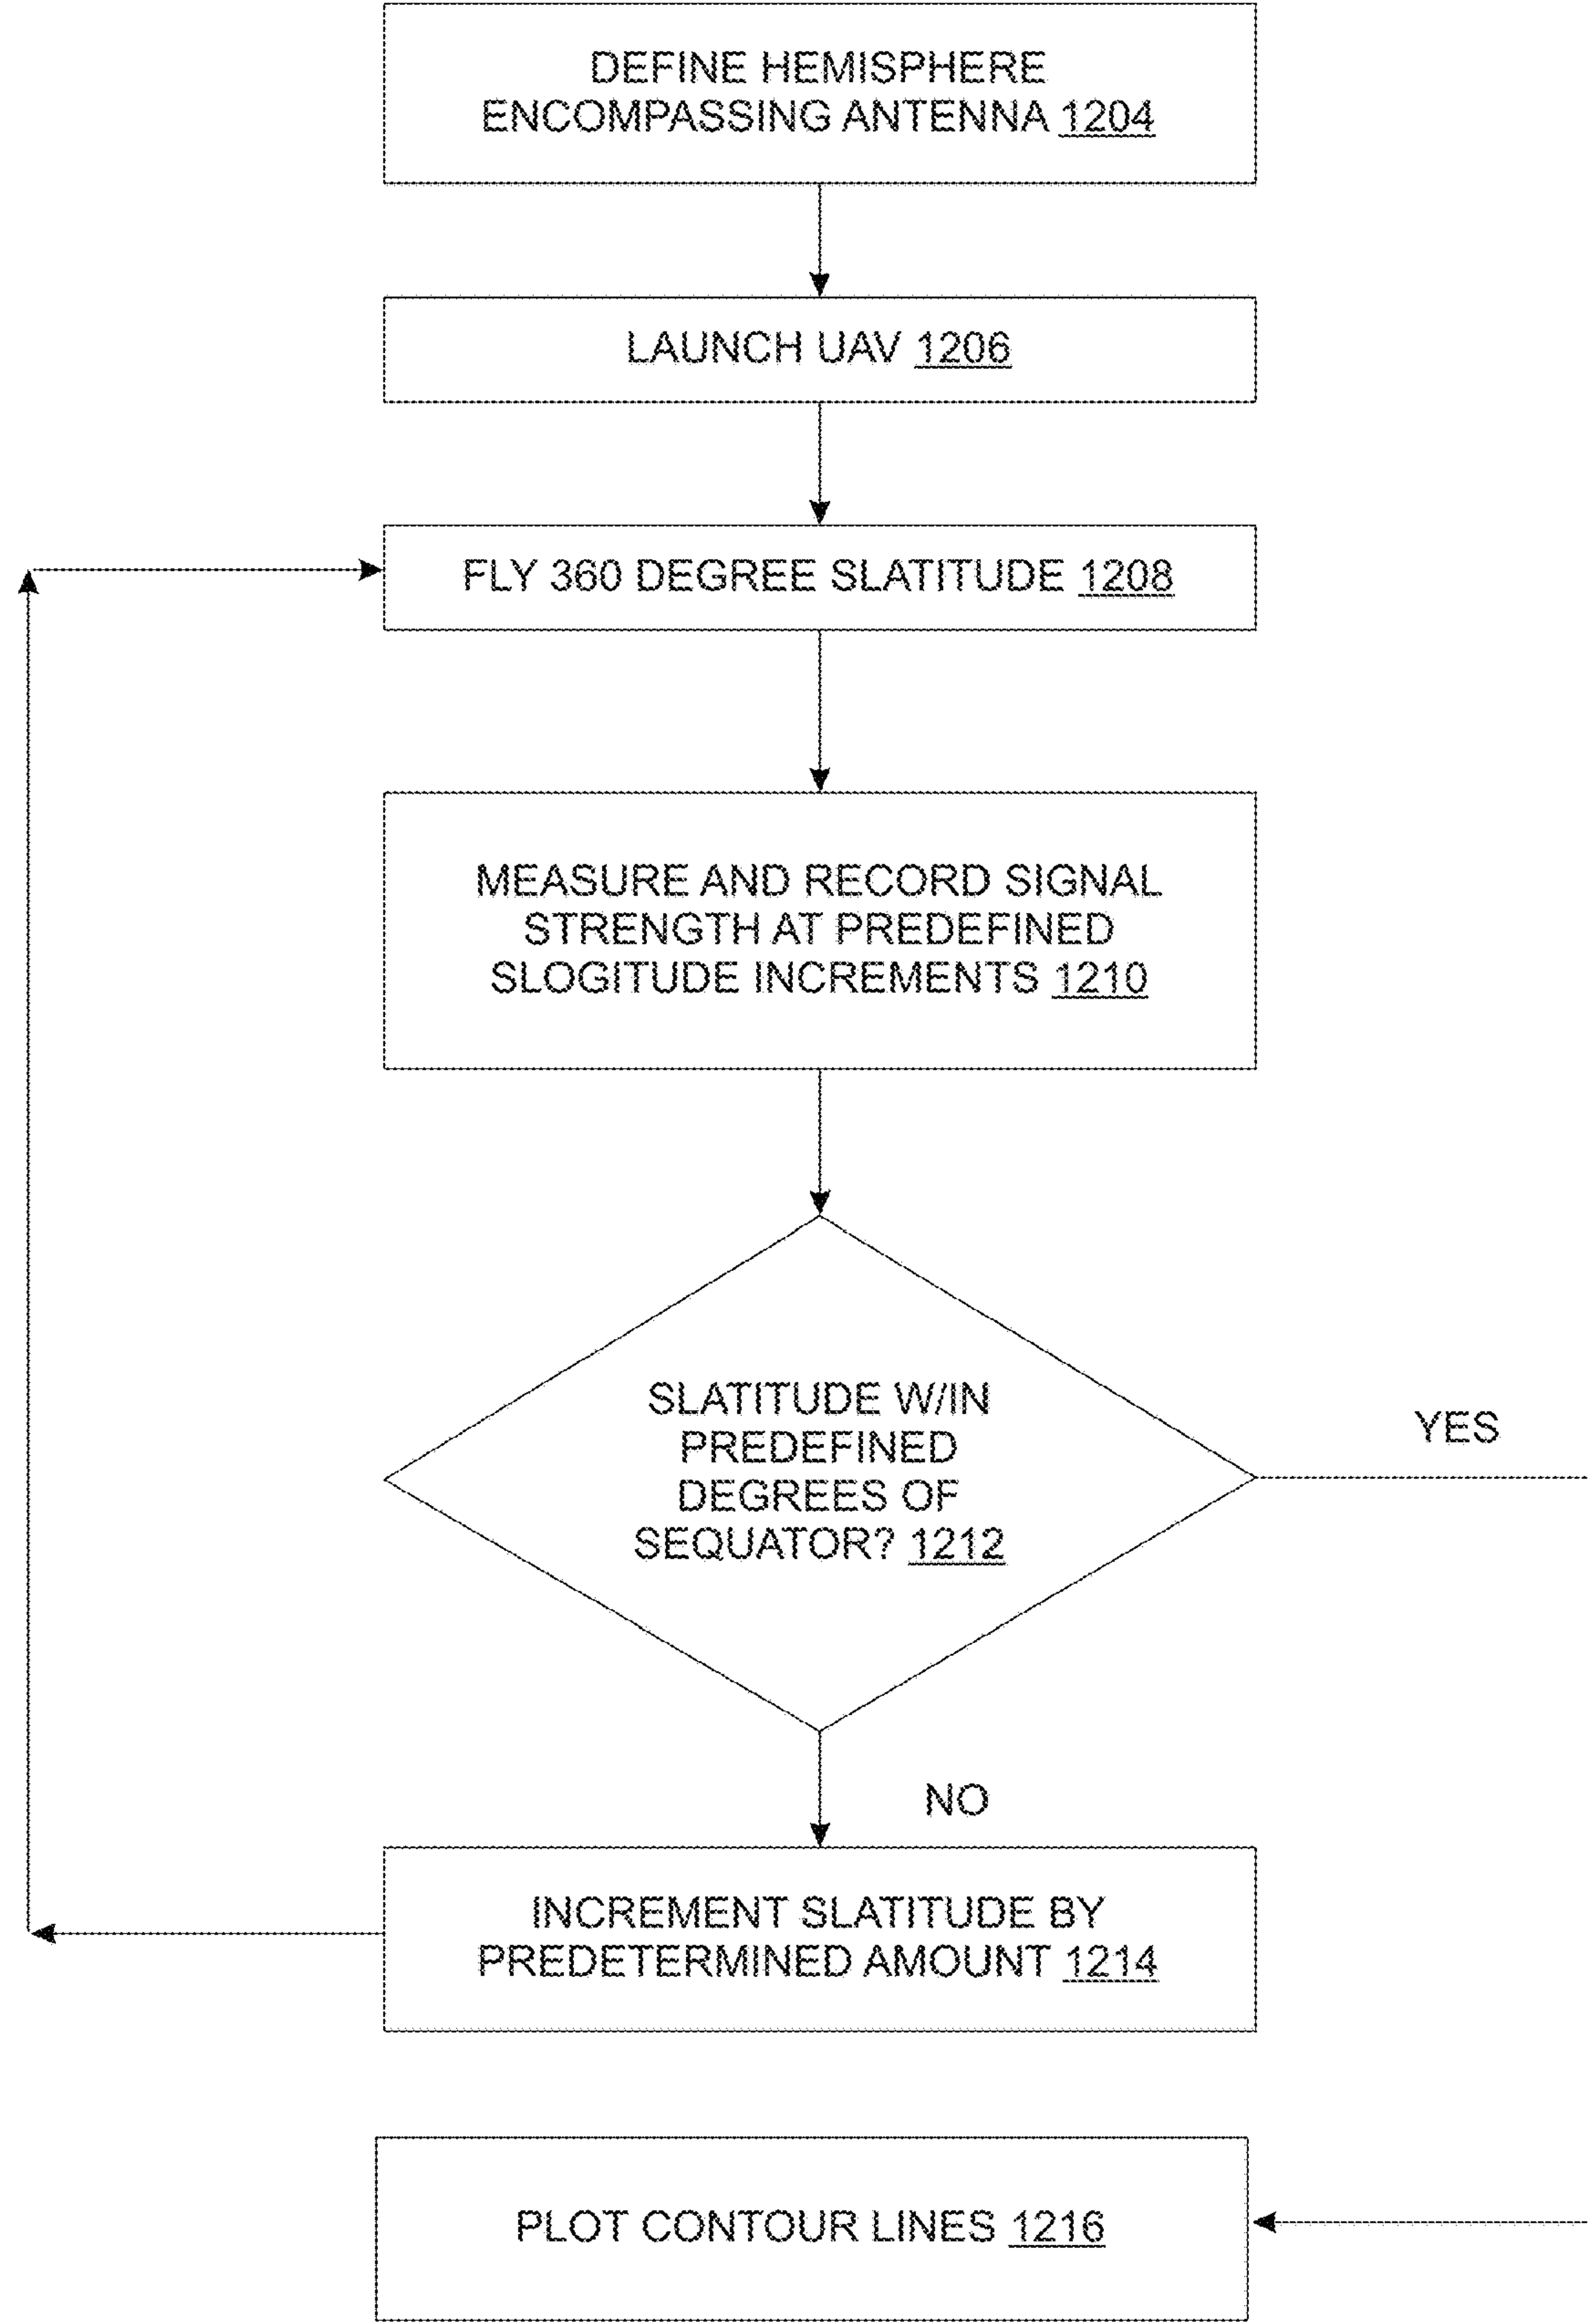 DEFINE HEMISPHERE
ENCOMPASSING ANTENNA 1204
LAUNCH UAV 1206
FLY 360 DEGREE SLATITUDE 1208
MEASURE AND RECORD SIGNAL
STRENGTH AT PREDEFINED
SLOGITUDE INCREMENTS 1210
SLATITUDE W/IN
PREDEFINED
DEGREES OF
SEQUATOR? 1212
YES
NO
INCREMENT SLATITUDE BY
PREDETERMINED AMOUNT 1214
PLOT CONTOUR LINES 1216